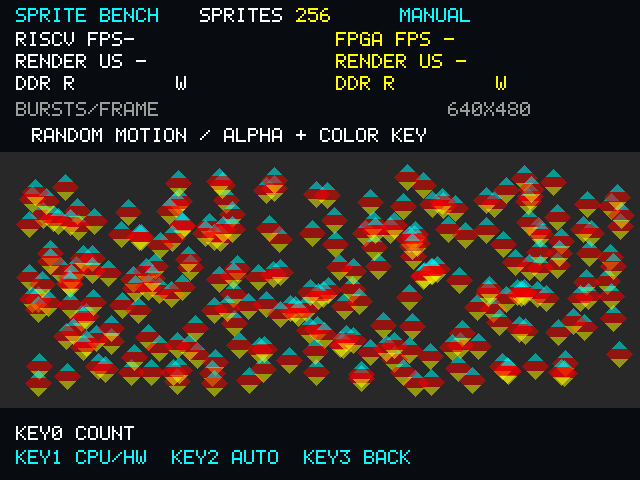 SPRITE BENCH SPRITES 256 MANUAL
RISCV FPS- FPGA FPS -
RENDER US - RENDER US -
DDR R W DDR R W
BURSTS/FRAME 640X480
RANDOM MOTION / ALPHA + COLOR KEY
KEY0 COUNT
KEY1 CPU/HW KEY2 AUTO KEY3 BACK